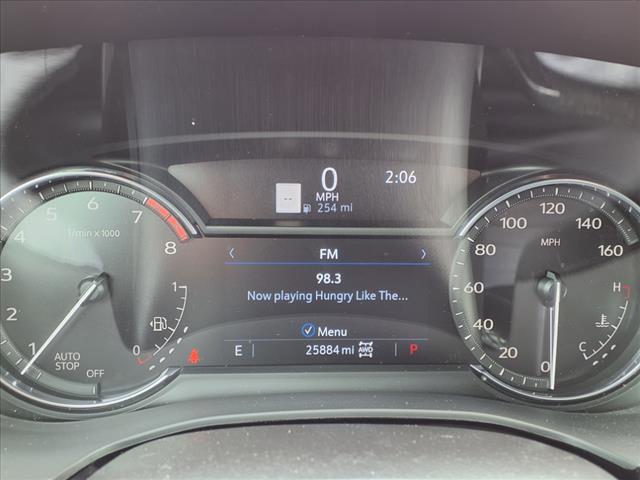 0
MPH
2:06
--
254 mi
FM
98.3
Now playing Hungry Like The...
Menu
E
25884 mi
AWD
P
1/min x 1000
1
2
3
4
5
6
7
8
AUTO
STOP
OFF
1
0
MPH
0
20
40
60
80
100
120
140
160
H
C